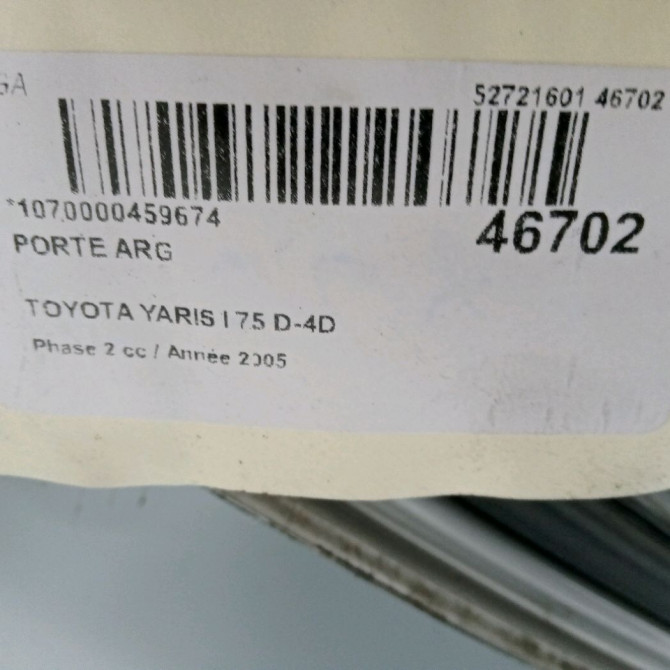 GA
52721601 46702
*1070000459674
46702
PORTE ARG
TOYOTA YARIS I 75 D-4D
Phase 2 cc / Année 2005